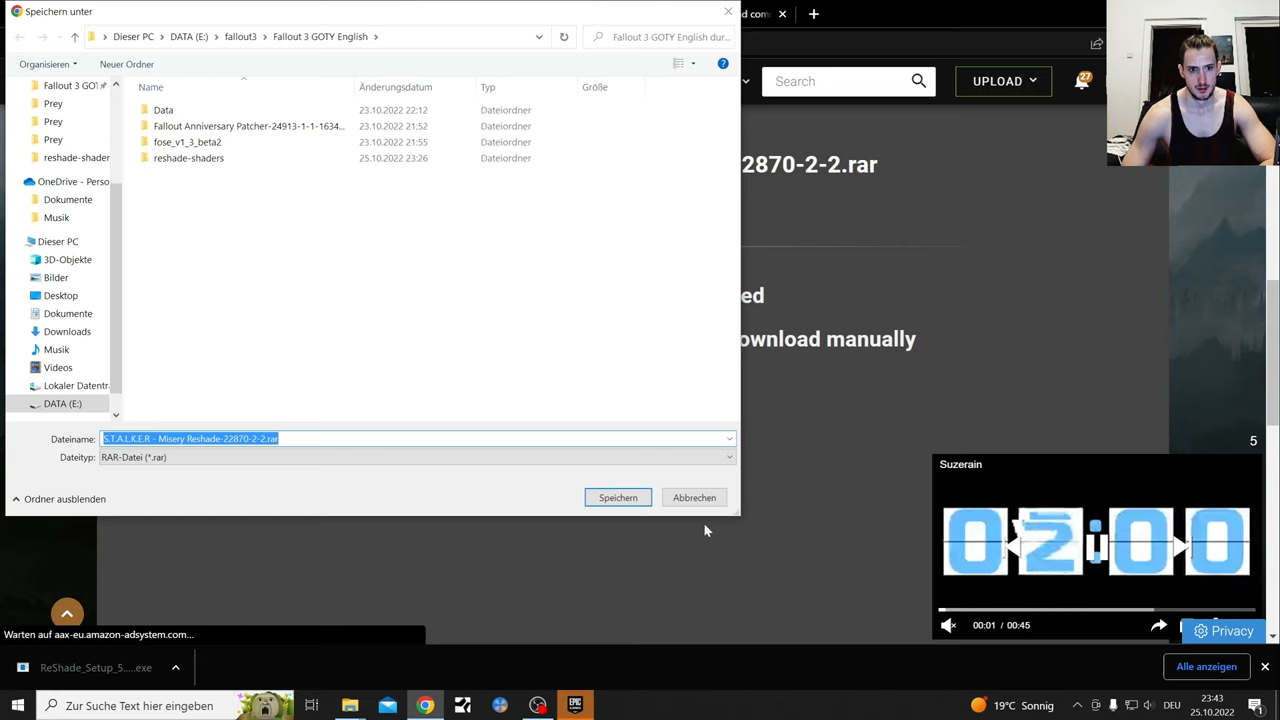 Speichern unter
d com
Dieser PC
DATA (E:)
fallout3
Fallout 3 GOTY English
Fallout 3 GOTY English dur...
Organisieren
Neuer Ordner
Search
UPLOAD
27
Name
Änderungsdatum
Typ
Größe
Fallout 3 GOT
Prey
Prey
Prey
reshade-shader
OneDrive - Perso
Dokumente
Musik
Dieser PC
3D-Objekte
Bilder
Desktop
Dokumente
Downloads
Musik
Videos
Lokaler Datentr
DATA (E:)
Data
23.10.2022 22:12
Dateiordner
Fallout Anniversary Patcher-24913-1-1-1634...
23.10.2022 21:52
Dateiordner
fose_v1_3_beta2
23.10.2022 21:55
Dateiordner
reshade-shaders
25.10.2022 23:26
Dateiordner
2870-2-2.rar
ed
ownload manually
Dateiname:
S.T.A.L.K.E.R - Misery Reshade-22870-2-2.rar
Dateityp:
RAR-Datei (*.rar)
Ordner ausblenden
Speichern
Abbrechen
5
Suzerain
02:00
00:01 / 00:45
Privacy
Warten auf aax-eu.amazon-adsystem.com...
ReShade_Setup_5.....exe
Alle anzeigen
Zur Suche Text hier eingeben
EPIC
GAMES
19°C Sonnig
DEU
23:43
25.10.2022
1